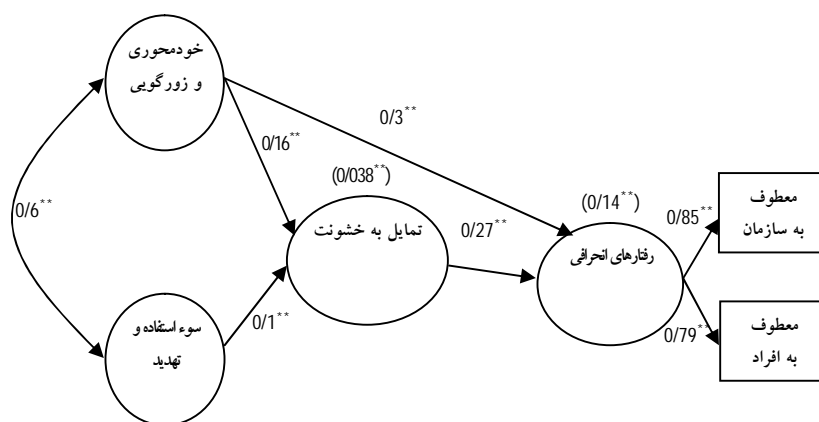 خودمحوری
و زورگویی
0/3**
0/16**
(0/038**)
(0/14**)
معطوف
به سازمان
0/85**
0/6**
تمایل به خشونت
0/27**
رفتارهای انحرافی
سوء استفاده و
تهدید
0/1**
0/79**
معطوف
به افراد